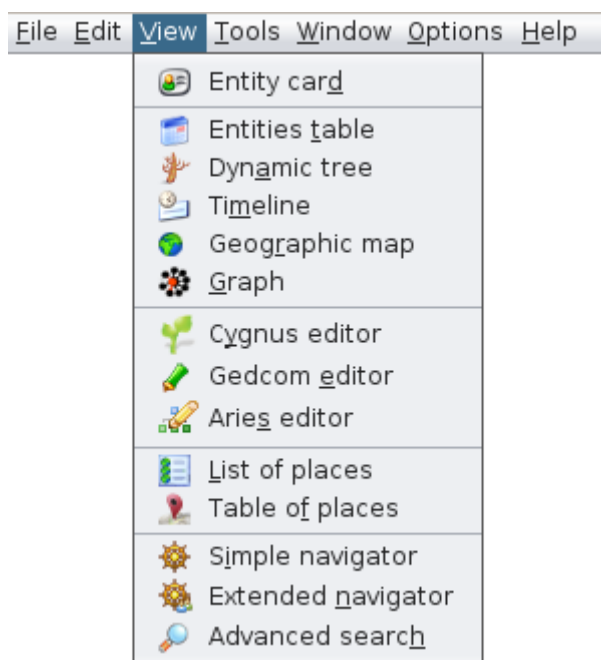 File Edit View Tools Window Options Help
Entity card
Entities table
Dynamic tree
Timeline
Geographic map
Graph
Cygnus editor
Gedcom editor
Aries editor
List of places
Table of places
Simple navigator
Extended navigator
Advanced search